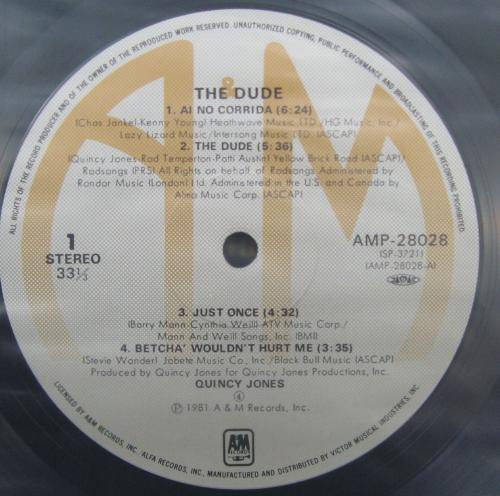 ALL RIGHTS OF THE RECORD PRODUCER AND OF THE OWNER OF THE REPRODUCED WORK RESERVED. UNAUTHORIZED COPYING, PUBLIC PERFORMANCE AND BROADCASTING OF THIS RECORDING PROHIBITED.
A&M
THE DUDE
1. AI NO CORRIDA (6:24)
(Chas Jankel-Kenny Young) Heathwave Music LTD./HG Music, Inc./
Lazy Lizard Music/Intersong Music LTD. (ASCAP)
2. THE DUDE (5:36)
(Quincy Jones-Rod Temperton-Patti Austin) Yellow Brick Road (ASCAP)/
Rodsongs (PRS) All Rights on behalf of Rodsongs Administered by
Rondor Music (London) Ltd. Administered in the U.S. and Canada by
Almo Music Corp. (ASCAP)
1
STEREO
33⅓
AMP-28028
(SP-3721)
(AMP-28028-A)
3. JUST ONCE (4:32)
(Barry Mann-Cynthia Weill) ATV Music Corp./
Mann And Weill Songs, Inc. (BMI)
4. BETCHA' WOULDN'T HURT ME (3:35)
(Stevie Wonder) Jobete Music Co., Inc./Black Bull Music (ASCAP)
Produced by Quincy Jones for Quincy Jones Productions, Inc.
QUINCY JONES
④
Ⓟ 1981 A & M Records, Inc.
A&M
RECORDS
LICENSED BY A&M RECORDS, INC./ALFA RECORDS, INC., MANUFACTURED AND DISTRIBUTED BY VICTOR MUSICAL INDUSTRIES, INC.